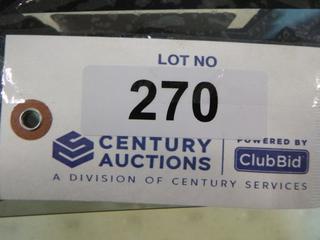 LOT NO
270
CENTURY
AUCTIONS
POWERED BY
ClubBid
A DIVISION OF CENTURY SERVICES